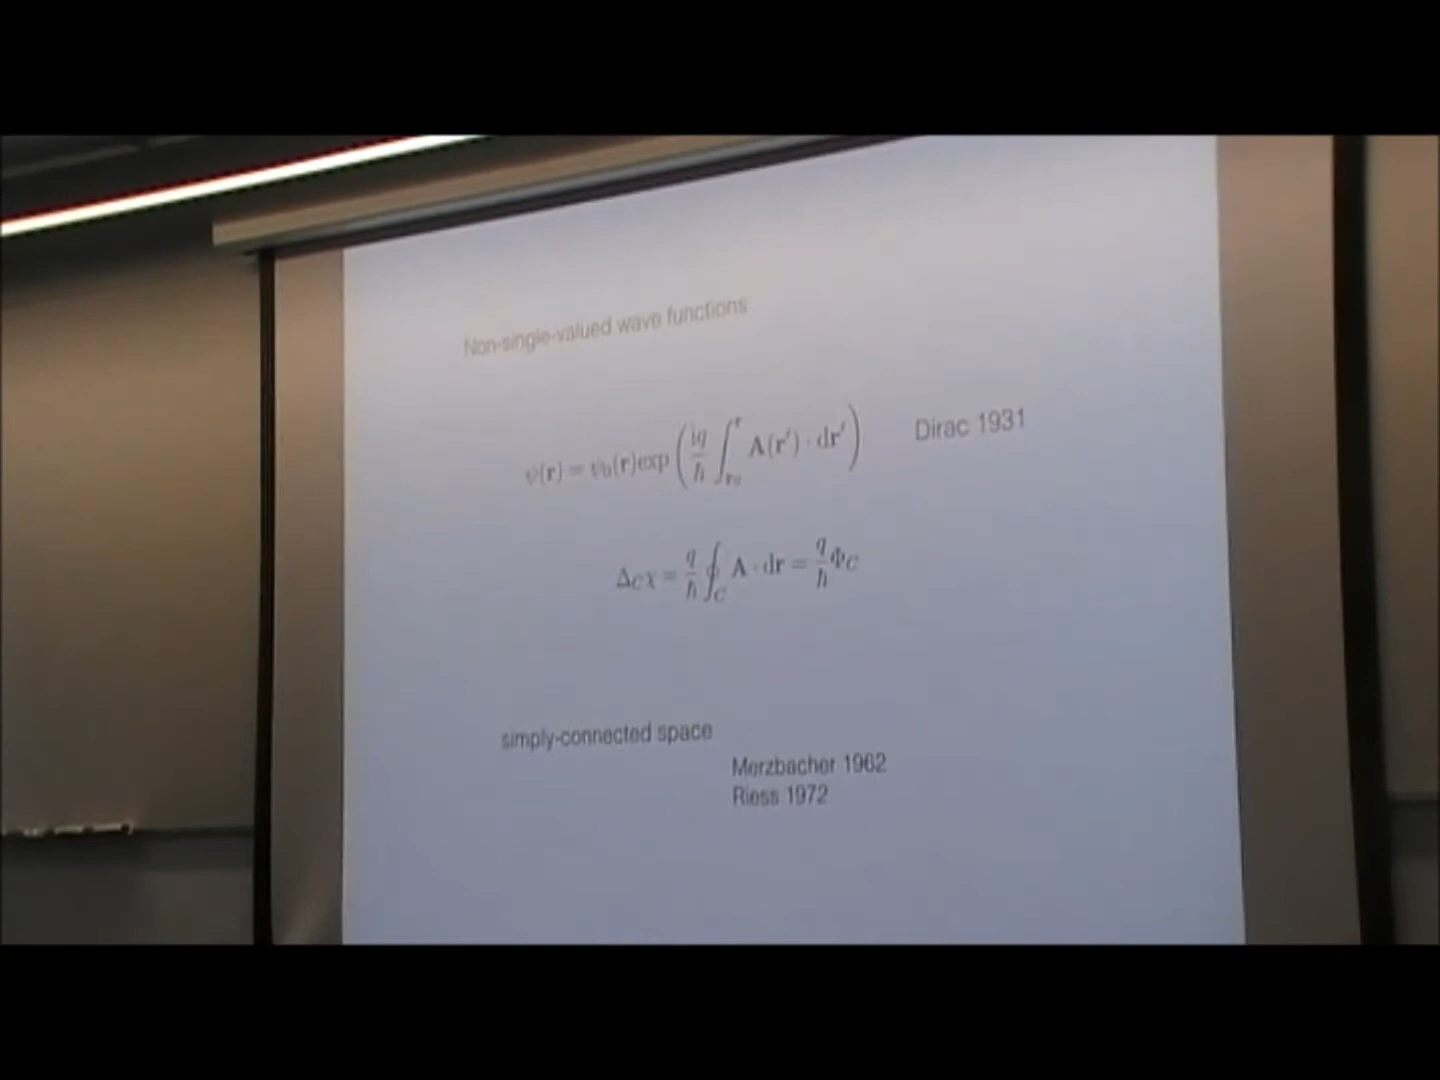 Non-single-valued wave functions
ψ(r) = ψ₀(r)exp(iq/ħ ∫_{r₀}^{r} A(r′) · dr′) Dirac 1931
Δ_C χ = q/ħ ∮_C A · dr = q/ħ Φ_C
simply-connected space
Merzbacher 1962
Riess 1972